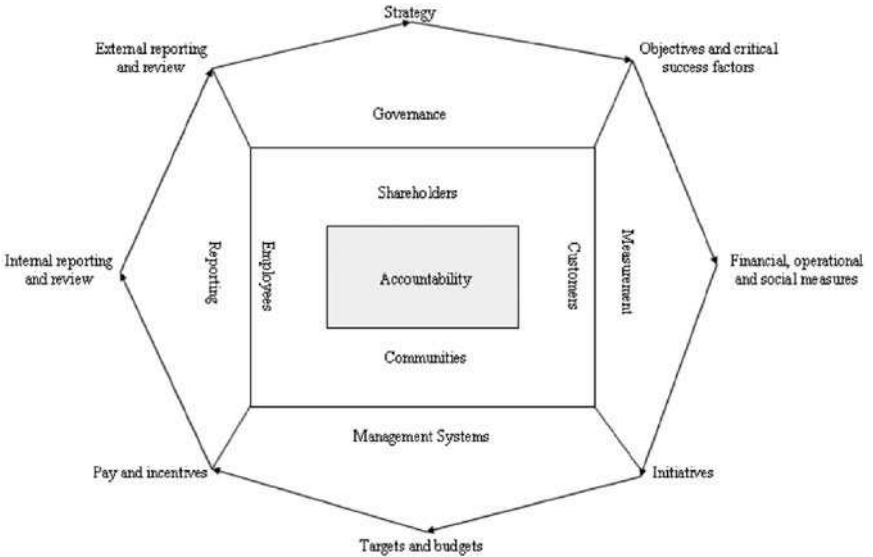 Strategy
External reporting
and review
Objectives and critical
success factors
Governance
Shareholders
Reporting
Employees
Customers
Measurement
Internal reporting
and review
Accountability
Financial, operational
and social measures
Communities
Management Systems
Pay and incentives
Initiatives
Targets and budgets